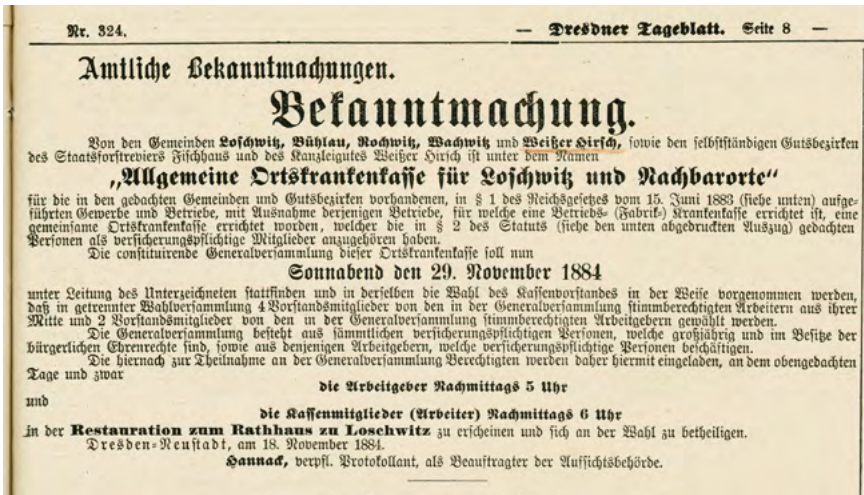 Nr. 324.
— Dresdner Tageblatt. Seite 8 —
Amtliche Bekanntmachungen.
Bekanntmachung.
Von den Gemeinden Loschwitz, Bühlau, Rochwitz, Wachwitz und Weißer Hirsch, sowie den selbstständigen Gutsbezirken
des Staatsforstreviers Fischhaus und des Kanzleigutes Weißer Hirsch ist unter dem Namen
„Allgemeine Ortskrankenkasse für Loschwitz und Nachbarorte“
für die in den gedachten Gemeinden und Gutsbezirken vorhandenen, in § 1 des Reichsgesetzes vom 15. Juni 1883 (siehe unten) aufge-
führten Gewerbe und Betriebe, mit Ausnahme derjenigen Betriebe, für welche eine Betriebs- (Fabrik-) Krankenkasse errichtet ist, eine
gemeinsame Ortskrankenkasse errichtet worden, welcher die in § 2 des Statuts (siehe den unten abgedruckten Auszug) gedachten
Personen als versicherungspflichtige Mitglieder anzugehören haben.
Die constituirende Generalversammlung dieser Ortskrankenkasse soll nun
Sonnabend den 29. November 1884
unter Leitung des Unterzeichneten stattfinden und in derselben die Wahl des Kassenvorstandes in der Weise vorgenommen werden,
daß in getrennter Wahlversammlung 4 Vorstandsmitglieder von den in der Generalversammlung stimmberechtigten Arbeitern aus ihrer
Mitte und 2 Vorstandsmitglieder von den in der Generalversammlung stimmberechtigten Arbeitgebern gewählt werden.
Die Generalversammlung besteht aus sämmtlichen versicherungspflichtigen Personen, welche großjährig und im Besitze der
bürgerlichen Ehrenrechte sind, sowie aus denjenigen Arbeitgebern, welche versicherungspflichtige Personen beschäftigen.
Die hiernach zur Theilnahme an der Generalversammlung Berechtigten werden daher hiermit eingeladen, an dem obengedachten
Tage und zwar
die Arbeitgeber Nachmittags 5 Uhr
und
die Kassenmitglieder (Arbeiter) Nachmittags 6 Uhr
in der Restauration zum Rathhaus zu Loschwitz zu erscheinen und sich an der Wahl zu betheiligen.
Dresden-Neustadt, am 18. November 1884.
Hannack, verpfl. Protokollant, als Beauftragter der Aufsichtsbehörde.